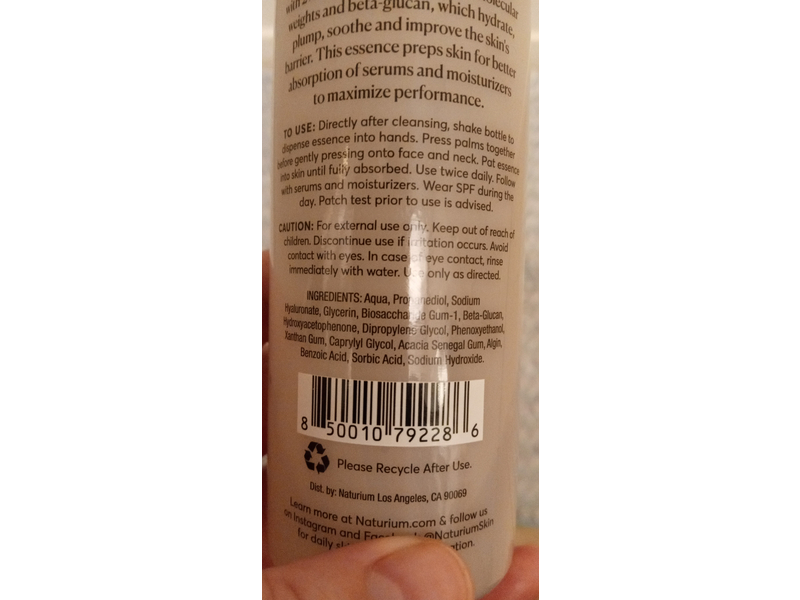 with
molecular
weights and beta-glucan, which hydrate,
plump, soothe and improve the skin's
barrier. This essence preps skin for better
absorption of serums and moisturizers
to maximize performance.
TO USE: Directly after cleansing, shake bottle to
dispense essence into hands. Press palms together
before gently pressing onto face and neck. Pat essence
into skin until fully absorbed. Use twice daily. Follow
with serums and moisturizers. Wear SPF during the
day. Patch test prior to use is advised.
CAUTION: For external use only. Keep out of reach of
children. Discontinue use if irritation occurs. Avoid
contact with eyes. In case of eye contact, rinse
immediately with water. Use only as directed.
INGREDIENTS: Aqua, Propanediol, Sodium
Hyaluronate, Glycerin, Biosaccharide Gum-1, Beta-Glucan,
Hydroxyacetophenone, Dipropylene Glycol, Phenoxyethanol,
Xanthan Gum, Caprylyl Glycol, Acacia Senegal Gum, Algin,
Benzoic Acid, Sorbic Acid, Sodium Hydroxide.
8 50010 79228 6
Please Recycle After Use.
Dist. by: Naturium Los Angeles, CA 90069
Learn more at Naturium.com & follow us
on Instagram and @NaturiumSkin
for daily